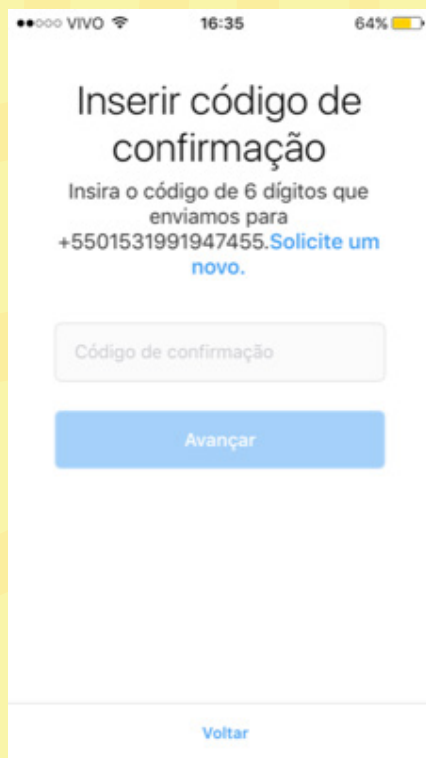 VIVO 16:35 64%
Inserir código de
confirmação
Insira o código de 6 dígitos que
enviamos para
+5501531991947455.Solicite um
novo.
Código de confirmação
Avançar
Voltar